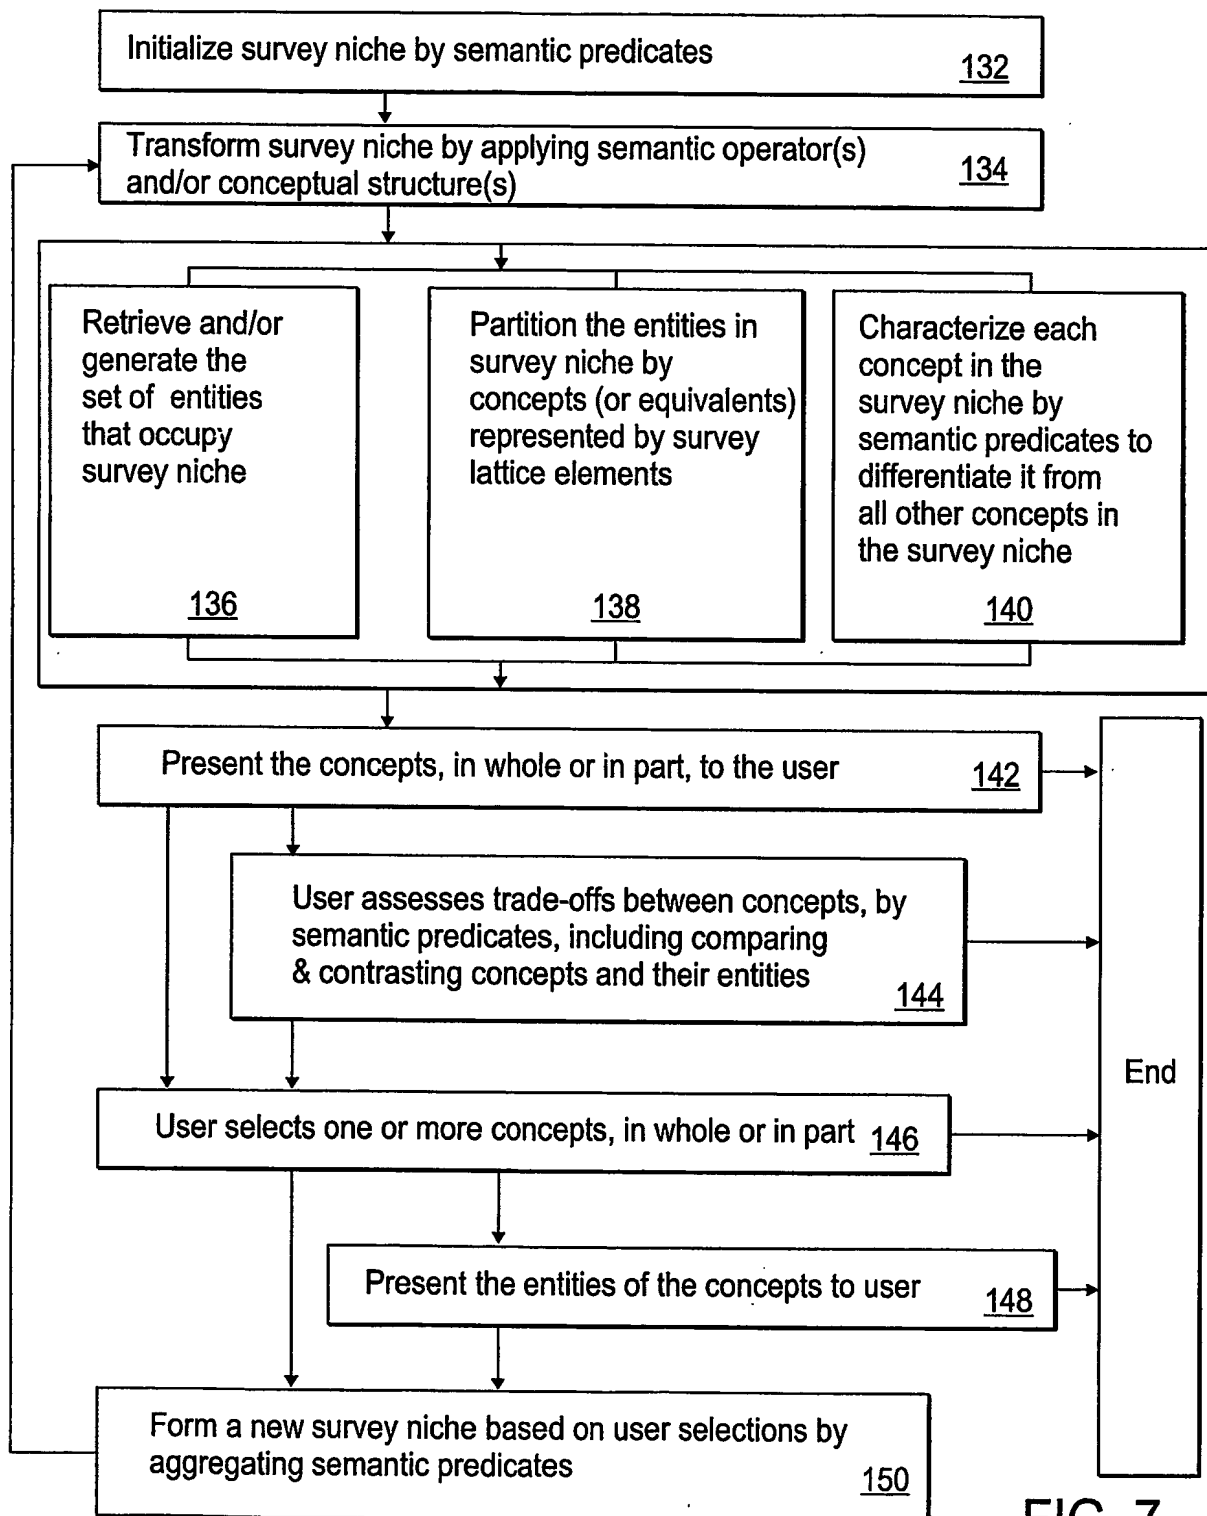 Initialize survey niche by semantic predicates
132
Transform survey niche by applying semantic operator(s)
and/or conceptual structure(s)
134
Retrieve and/or
generate the
set of entities
that occupy
survey niche
136
Partition the entities in
survey niche by
concepts (or equivalents)
represented by survey
lattice elements
138
Characterize each
concept in the
survey niche by
semantic predicates to
differentiate it from
all other concepts in
the survey niche
140
Present the concepts, in whole or in part, to the user
142
User assesses trade-offs between concepts, by
semantic predicates, including comparing
& contrasting concepts and their entities
144
User selects one or more concepts, in whole or in part
146
Present the entities of the concepts to user
148
Form a new survey niche based on user selections by
aggregating semantic predicates
150
End
FIG. 7